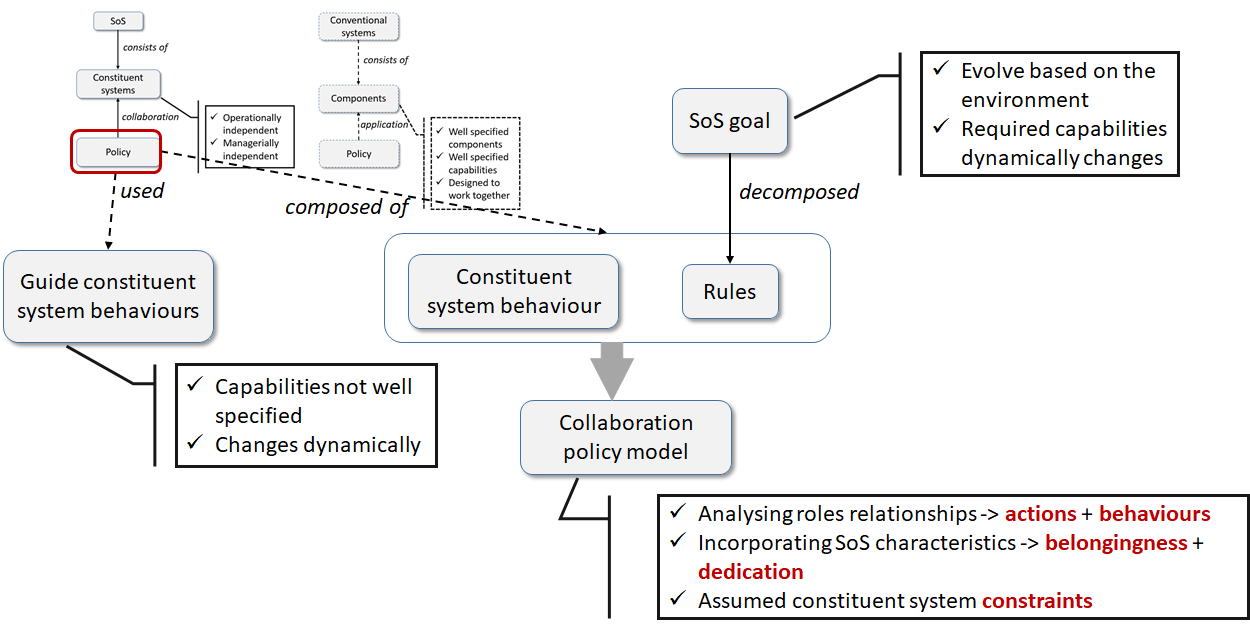 SoS
consists of
Constituent
systems
collaboration
Policy
✓ Operationally
independent
✓ Managerially
independent
Conventional
systems
consists of
Components
application
Policy
✓ Well specified
components
✓ Well specified
capabilities
✓ Designed to
work together
used
composed of
SoS goal
decomposed
✓ Evolve based on the
environment
✓ Required capabilities
dynamically changes
Guide constituent
system behaviours
✓ Capabilities not well
specified
✓ Changes dynamically
Constituent
system behaviour
Rules
Collaboration
policy model
✓ Analysing roles relationships -> actions + behaviours
✓ Incorporating SoS characteristics -> belongingness +
dedication
✓ Assumed constituent system constraints